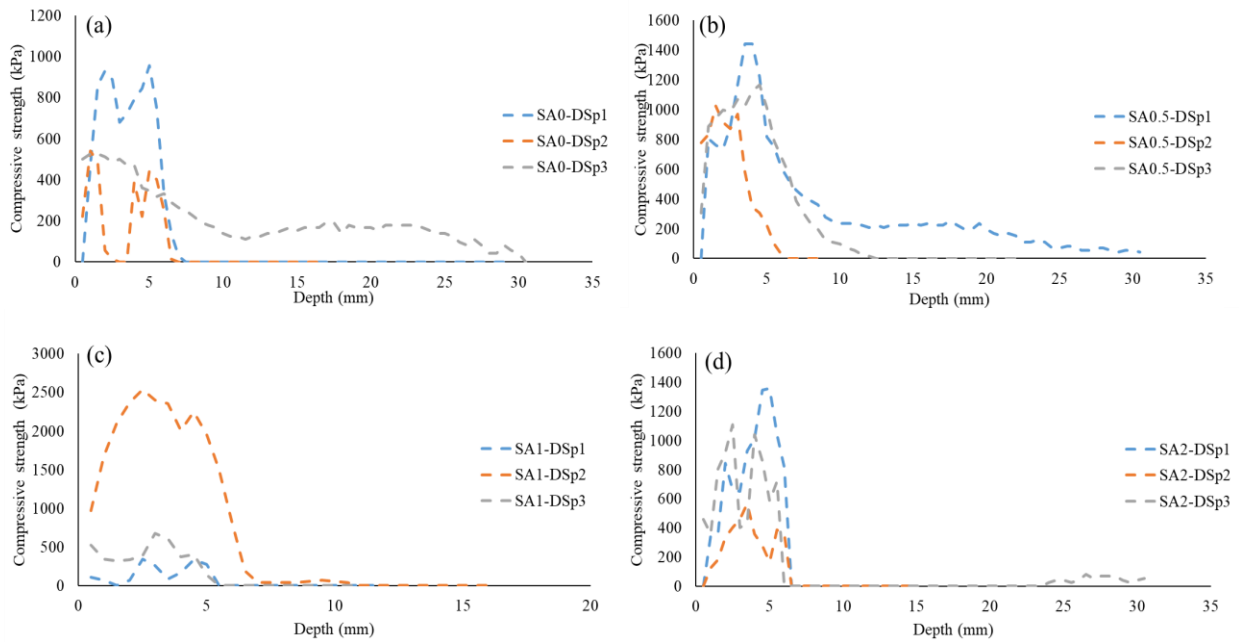 (a)
Compressive strength (kPa)
1200
1000
800
600
400
200
0
0 5 10 15 20 25 30 35
Depth (mm)
SA0-DSp1
SA0-DSp2
SA0-DSp3
(b)
Compressive strength (kPa)
1600
1400
1200
1000
800
600
400
200
0
0 5 10 15 20 25 30 35
Depth (mm)
SA0.5-DSp1
SA0.5-DSp2
SA0.5-DSp3
(c)
Compressive strength (kPa)
3000
2500
2000
1500
1000
500
0
0 5 10 15 20
Depth (mm)
SA1-DSp1
SA1-DSp2
SA1-DSp3
(d)
Compressive strength (kPa)
1600
1400
1200
1000
800
600
400
200
0
0 5 10 15 20 25 30 35
Depth (mm)
SA2-DSp1
SA2-DSp2
SA2-DSp3